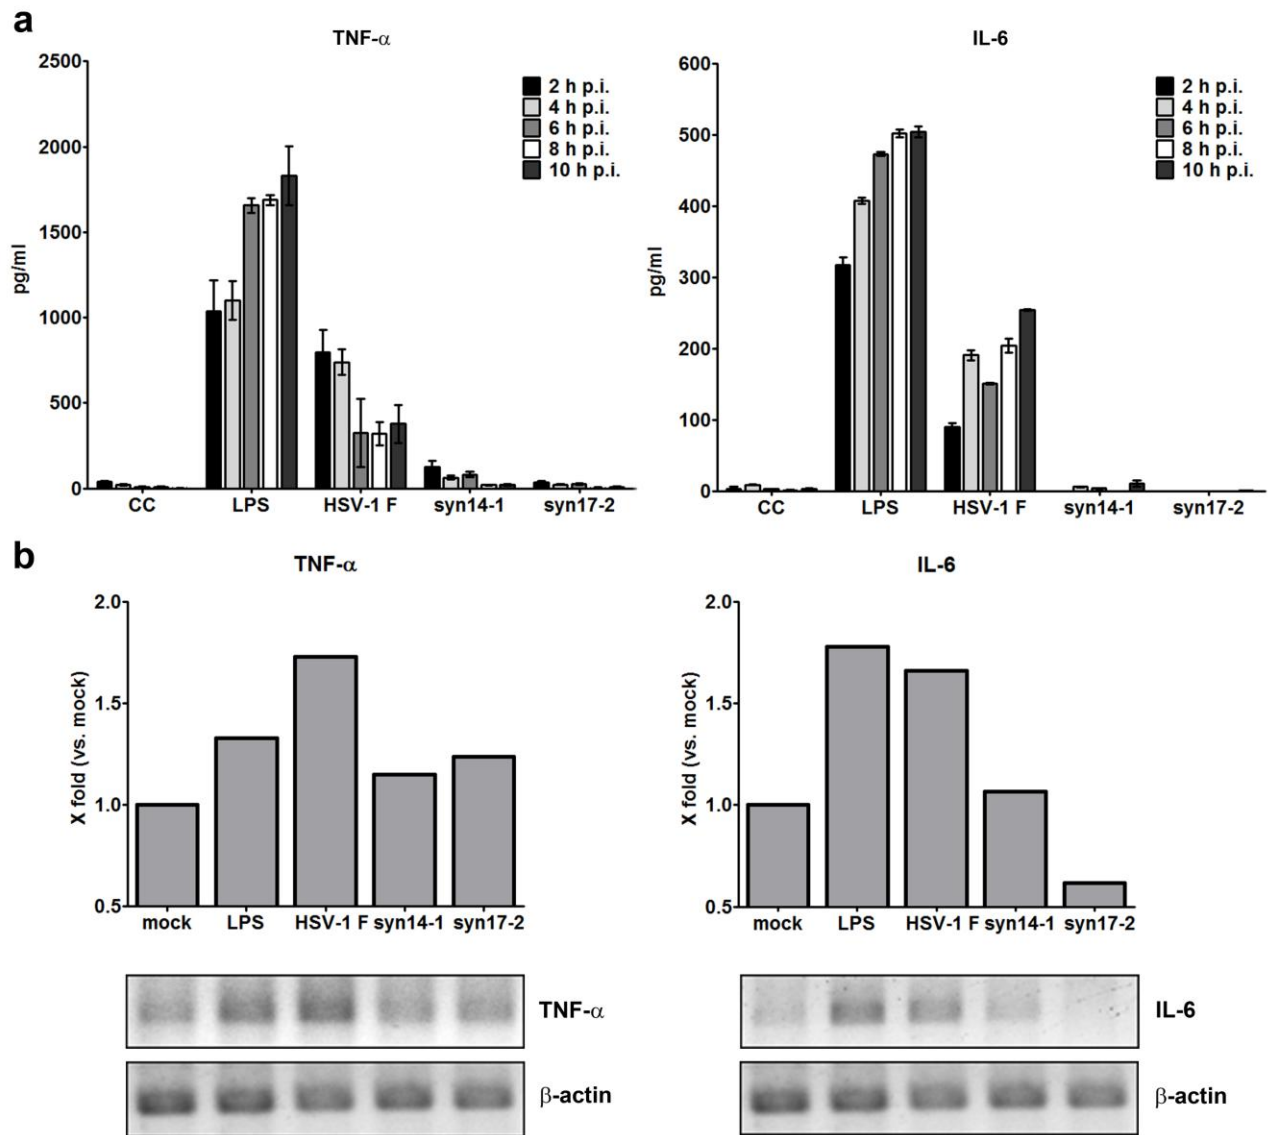 a
TNF-α
2500
2000
1500
1000
500
0
pg/ml
2 h p.i.
4 h p.i.
6 h p.i.
8 h p.i.
10 h p.i.
CC LPS HSV-1 F syn14-1 syn17-2
IL-6
600
500
400
300
200
100
0
pg/ml
2 h p.i.
4 h p.i.
6 h p.i.
8 h p.i.
10 h p.i.
CC LPS HSV-1 F syn14-1 syn17-2
b
TNF-α
2.0
1.5
1.0
0.5
X fold (vs. mock)
mock LPS HSV-1 F syn14-1 syn17-2
TNF-α
β-actin
IL-6
2.0
1.5
1.0
0.5
X fold (vs. mock)
mock LPS HSV-1 F syn14-1 syn17-2
IL-6
β-actin